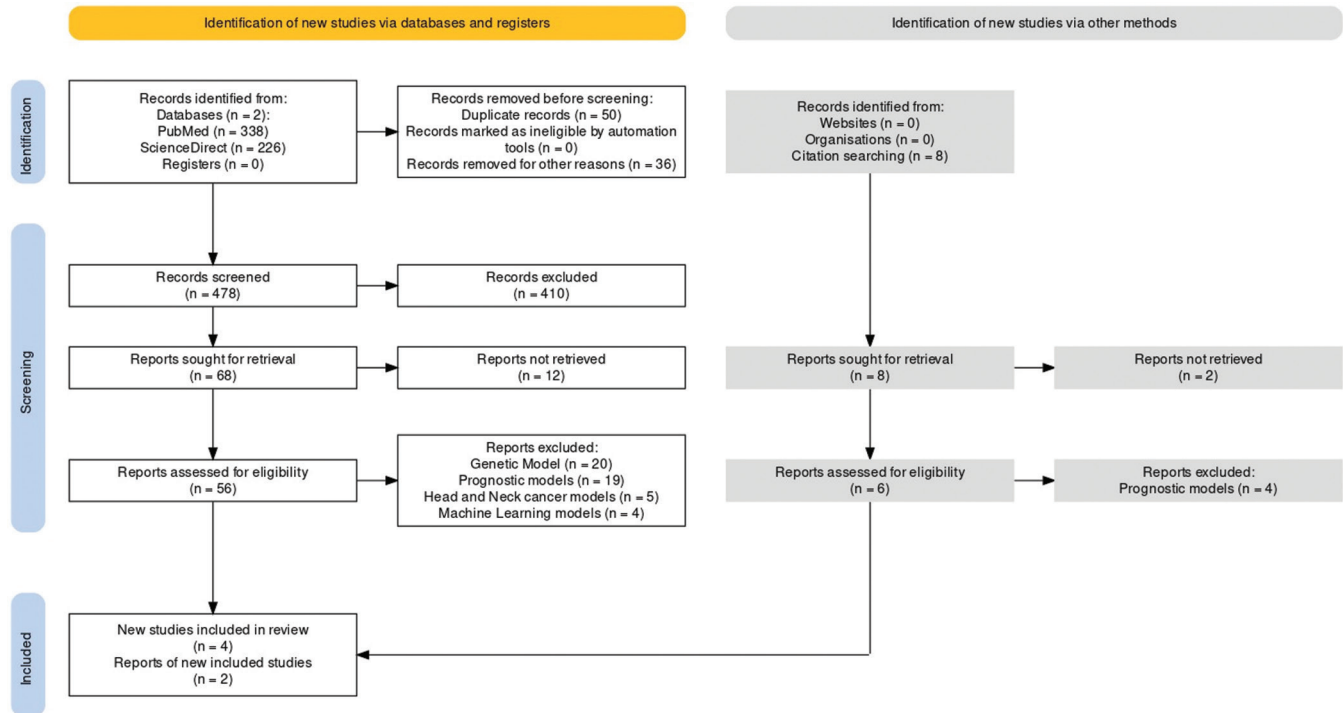 Identification of new studies via databases and registers
Identification of new studies via other methods
Identification
Records identified from:
Databases (n = 2):
PubMed (n = 338)
ScienceDirect (n = 226)
Registers (n = 0)
Records removed before screening:
Duplicate records (n = 50)
Records marked as ineligible by automation
tools (n = 0)
Records removed for other reasons (n = 36)
Records identified from:
Websites (n = 0)
Organisations (n = 0)
Citation searching (n = 8)
Screening
Records screened
(n = 478)
Records excluded
(n = 410)
Reports sought for retrieval
(n = 68)
Reports not retrieved
(n = 12)
Reports sought for retrieval
(n = 8)
Reports not retrieved
(n = 2)
Reports assessed for eligibility
(n = 56)
Reports excluded:
Genetic Model (n = 20)
Prognostic models (n = 19)
Head and Neck cancer models (n = 5)
Machine Learning models (n = 4)
Reports assessed for eligibility
(n = 6)
Reports excluded:
Prognostic models (n = 4)
Included
New studies included in review
(n = 4)
Reports of new included studies
(n = 2)